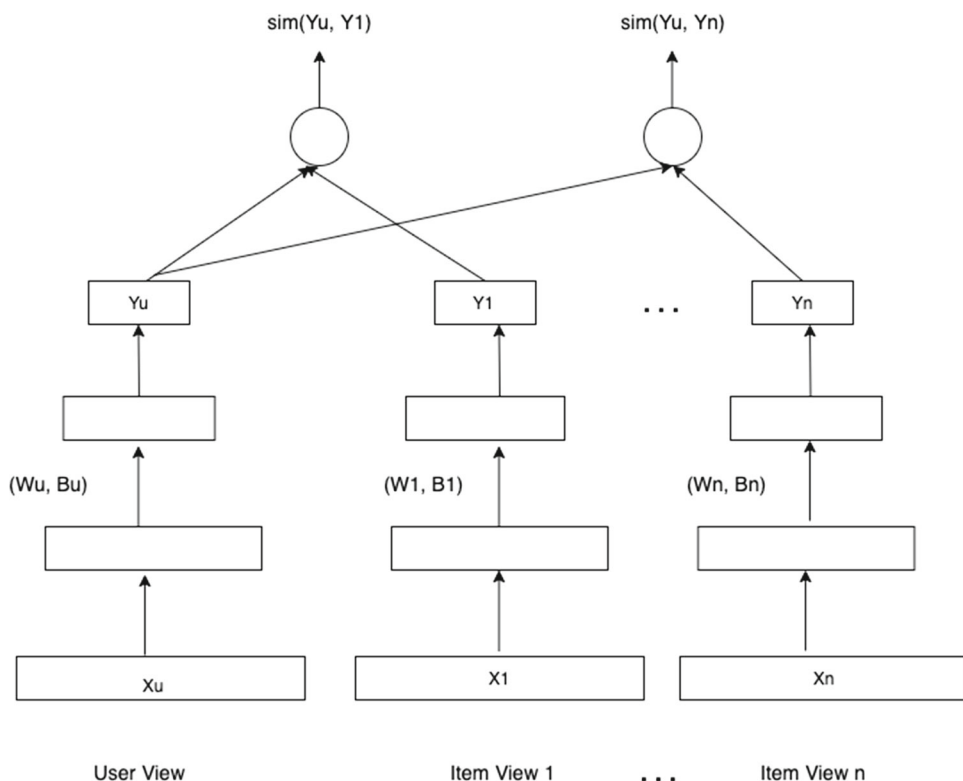 sim(Yu, Y1)
sim(Yu, Yn)
Yu
Y1
...
Yn
(Wu, Bu)
(W1, B1)
(Wn, Bn)
Xu
X1
Xn
User View
Item View 1
...
Item View n